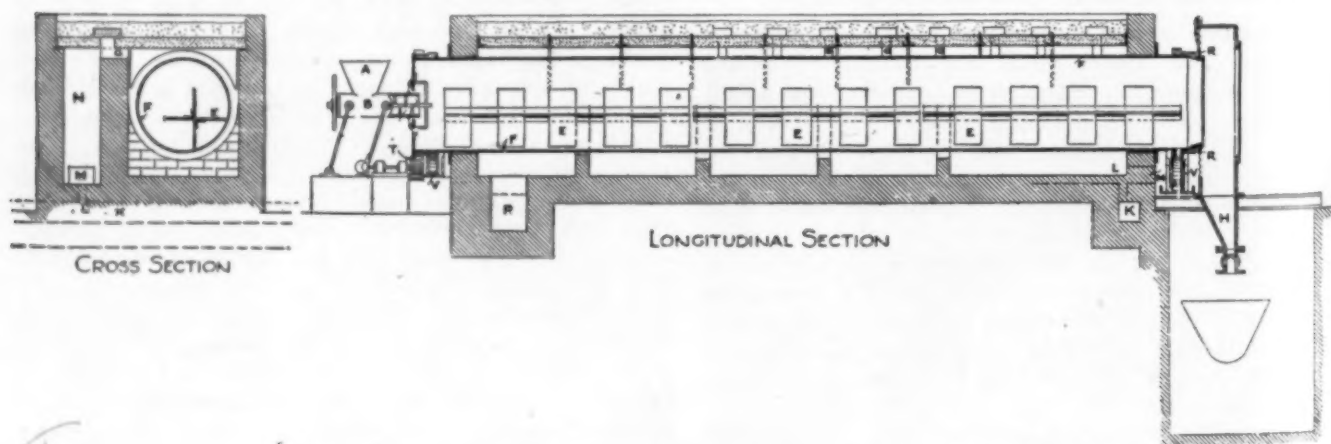 A
B
T
V
F
E
E
E
F
R
R
L
V
K
H
R
N
G
F
E
M
LONGITUDINAL SECTION
CROSS SECTION